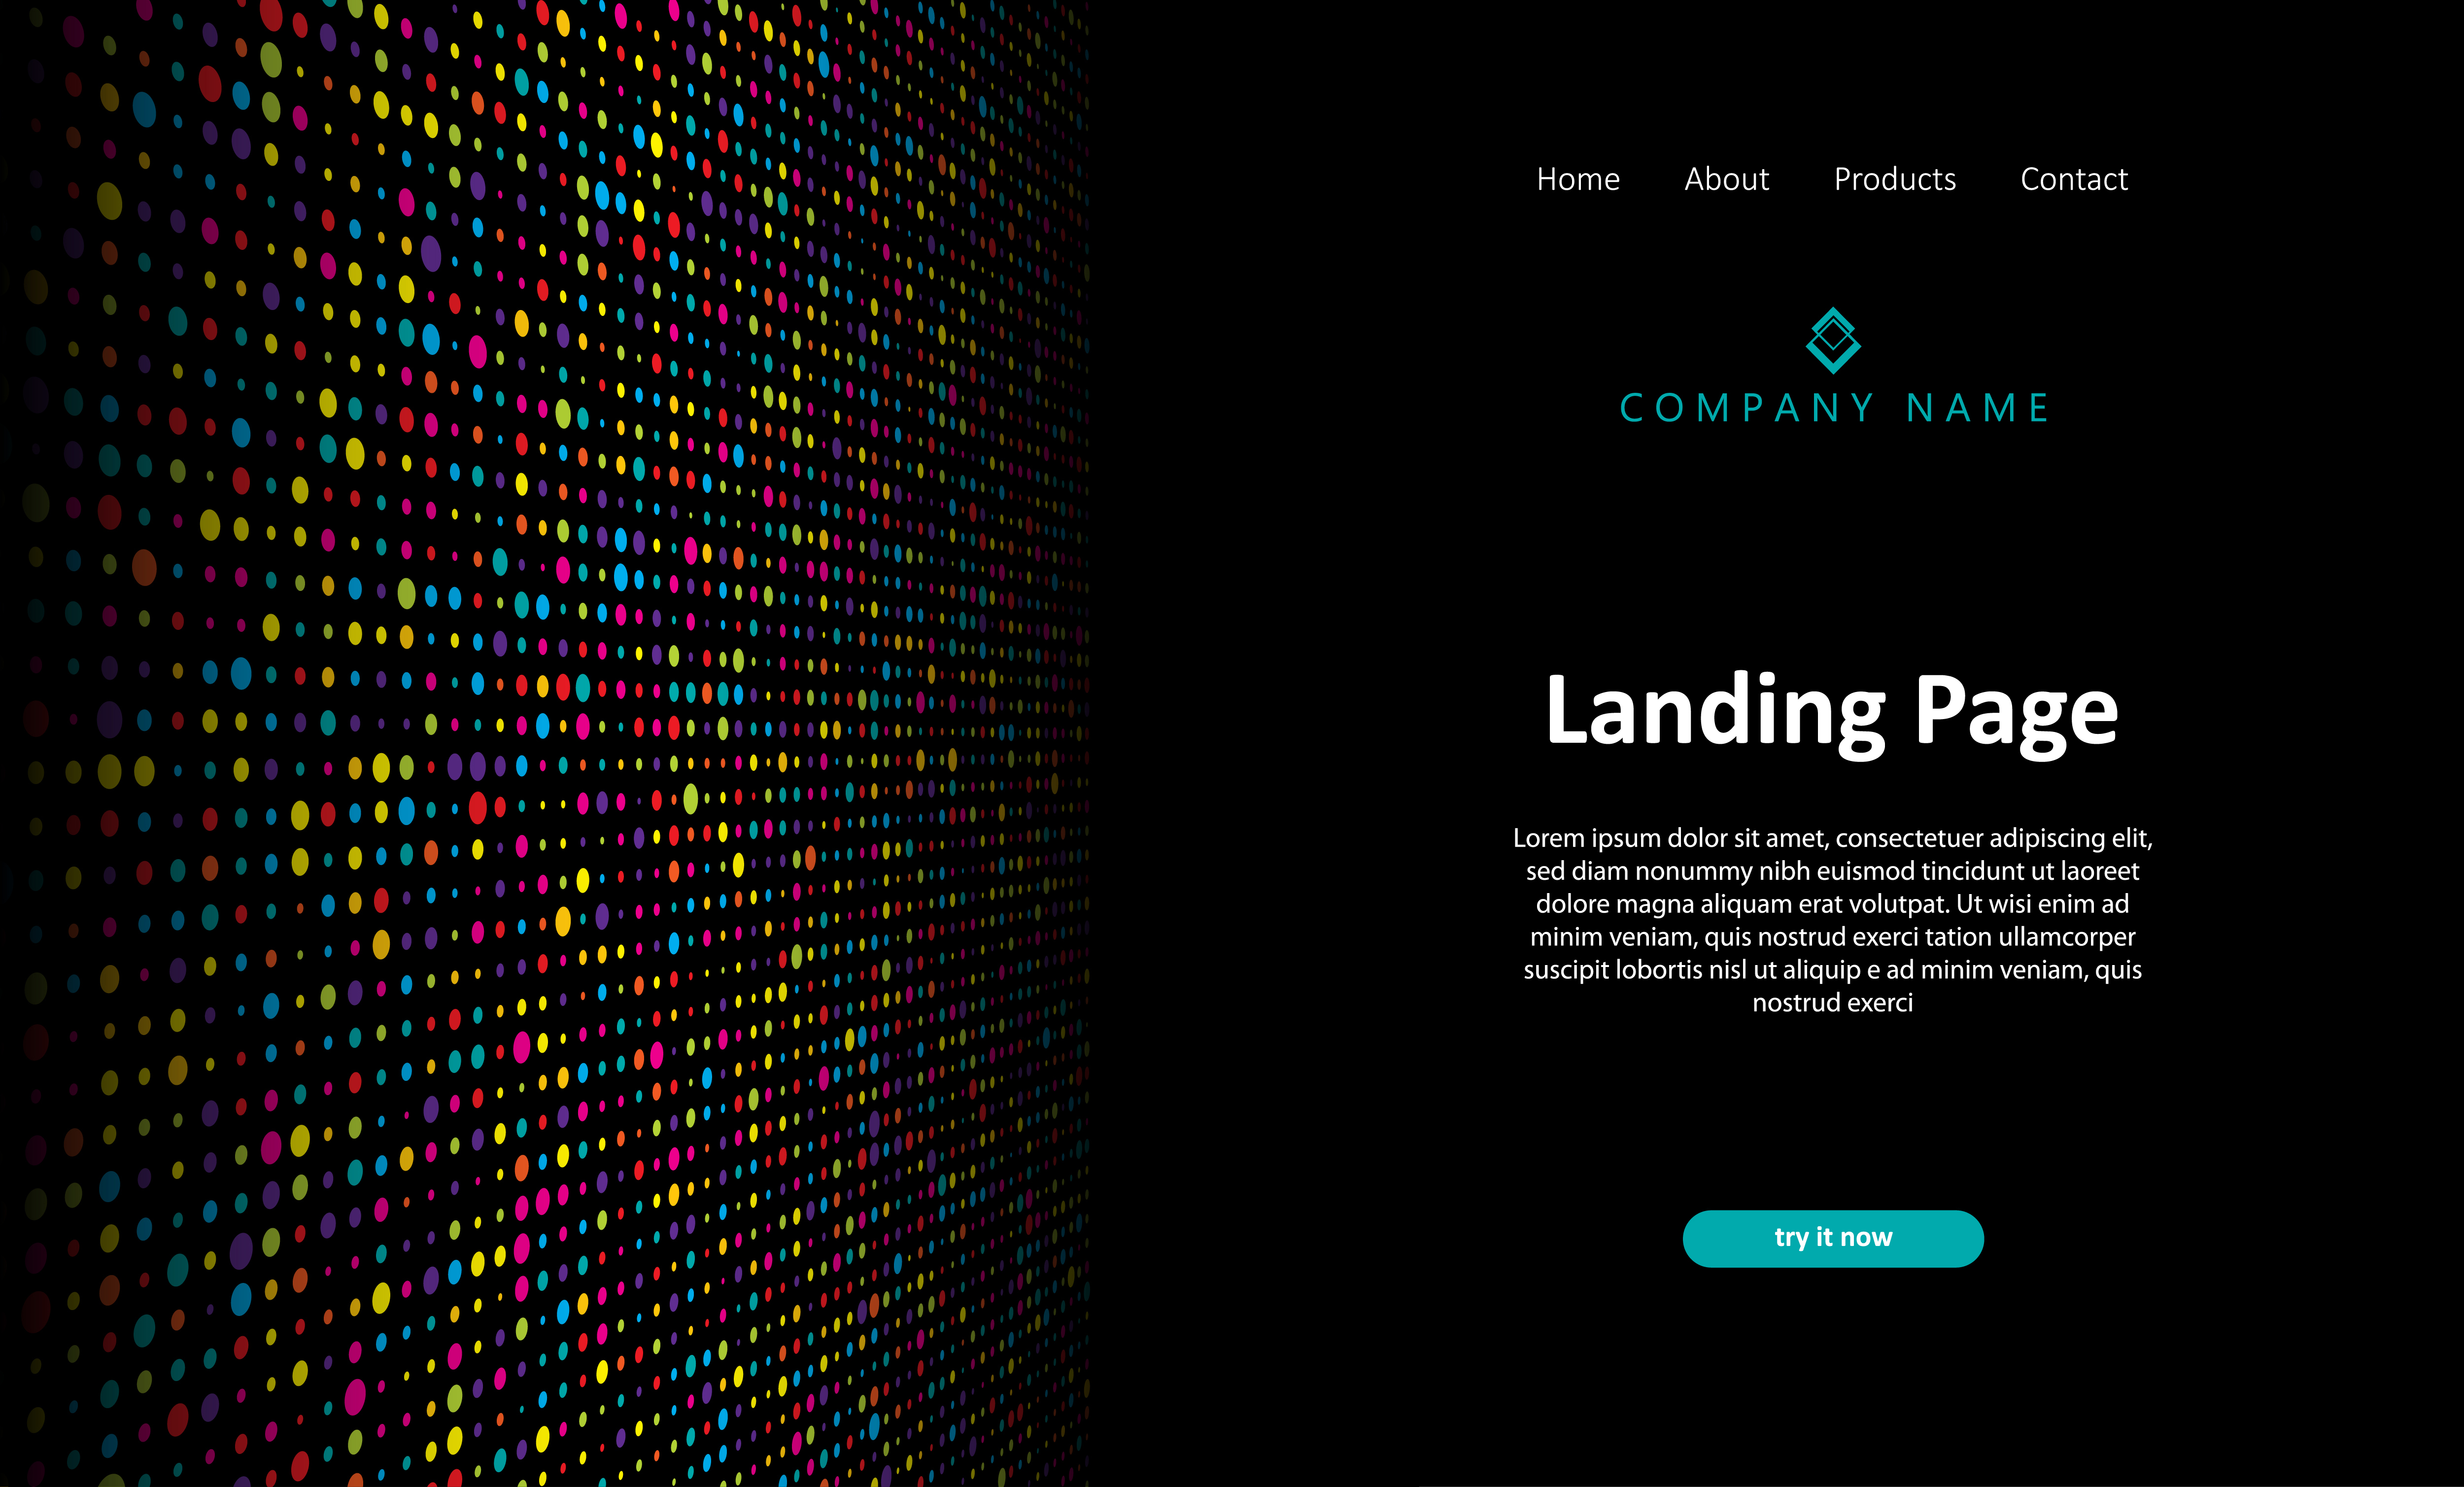 Home About Products Contact
COMPANY NAME
Landing Page
Lorem ipsum dolor sit amet, consectetuer adipiscing elit,
sed diam nonummy nibh euismod tincidunt ut laoreet
dolore magna aliquam erat volutpat. Ut wisi enim ad
minim veniam, quis nostrud exerci tation ullamcorper
suscipit lobortis nisl ut aliquip e ad minim veniam, quis
nostrud exerci
try it now